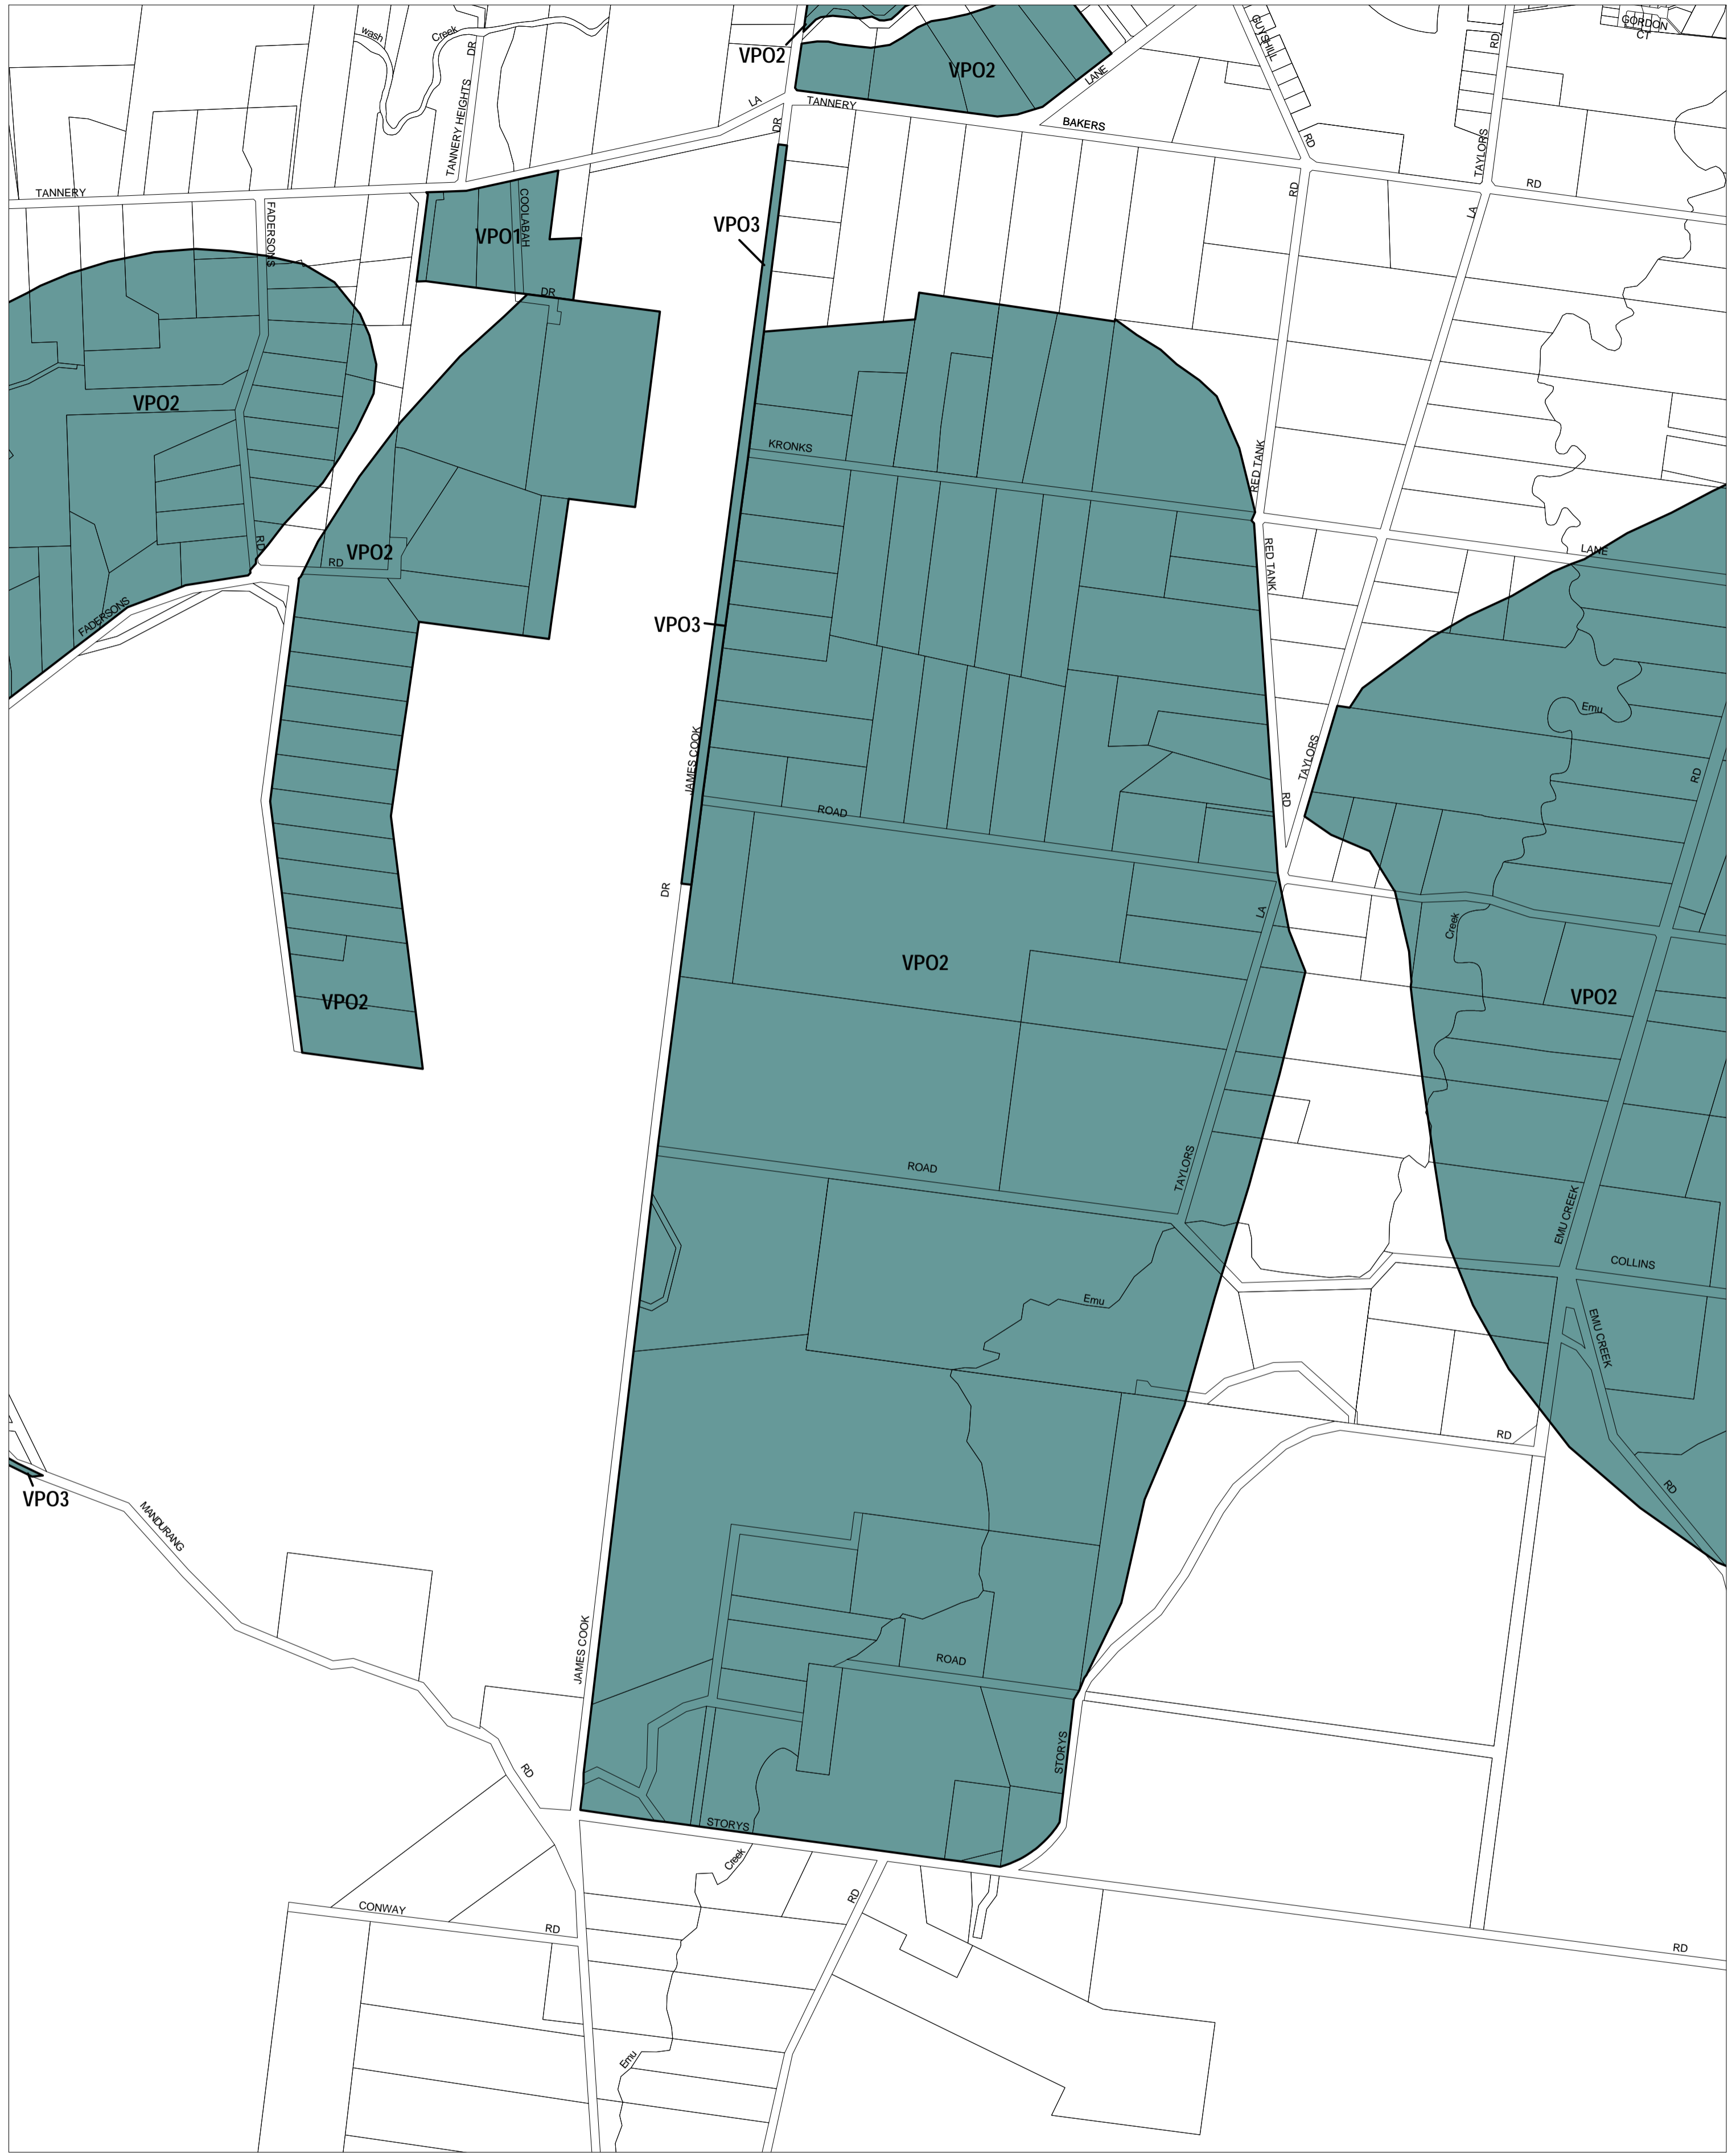 GORDON
CT
wash
Creek
DR
GUYS HILL
RD
VPO2
VPO2
LANE
TANNERY HEIGHTS
LA
TANNERY
DR
BAKERS
RD
TAYLORS
TANNERY
COOLABAH
RD
RD
LA
FADERSONS
VPO3
VPO1
DR
VPO2
KRONKS
RED TANK
RD
VPO2
RD
RED TANK
LANE
FADERSONS
VPO3
Emu
JAMES COOK
TAYLORS
RD
RD
ROAD
DR
LA
Creek
VPO2
VPO2
VPO2
ROAD
TAYLORS
EMU CREEK
COLLINS
Emu
EMU CREEK
RD
RD
VPO3
MANDURANG
JAMES COOK
ROAD
STORYS
RD
STORYS
Creek
RD
CONWAY
RD
RD
Emu